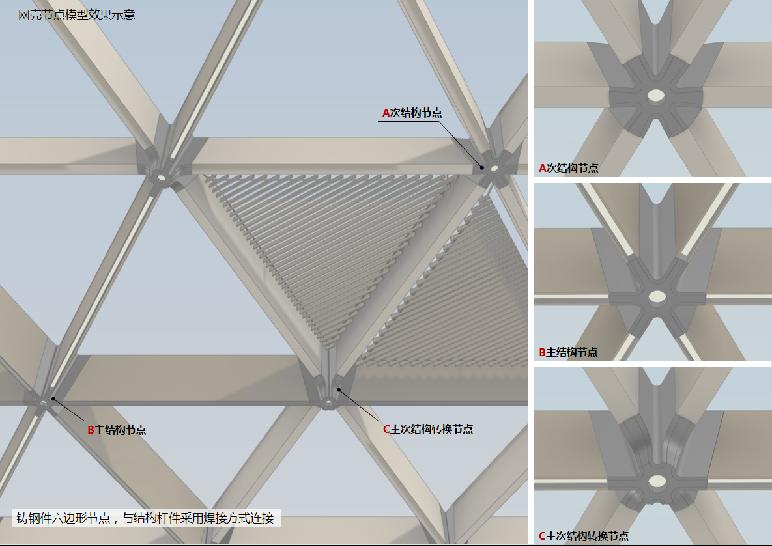 网壳节点模型效果示意
A次结构节点
A次结构节点
B主结构节点
B主结构节点
C主次结构转换节点
铸钢件六边形节点，与结构杆件采用焊接方式连接
C主次结构转换节点